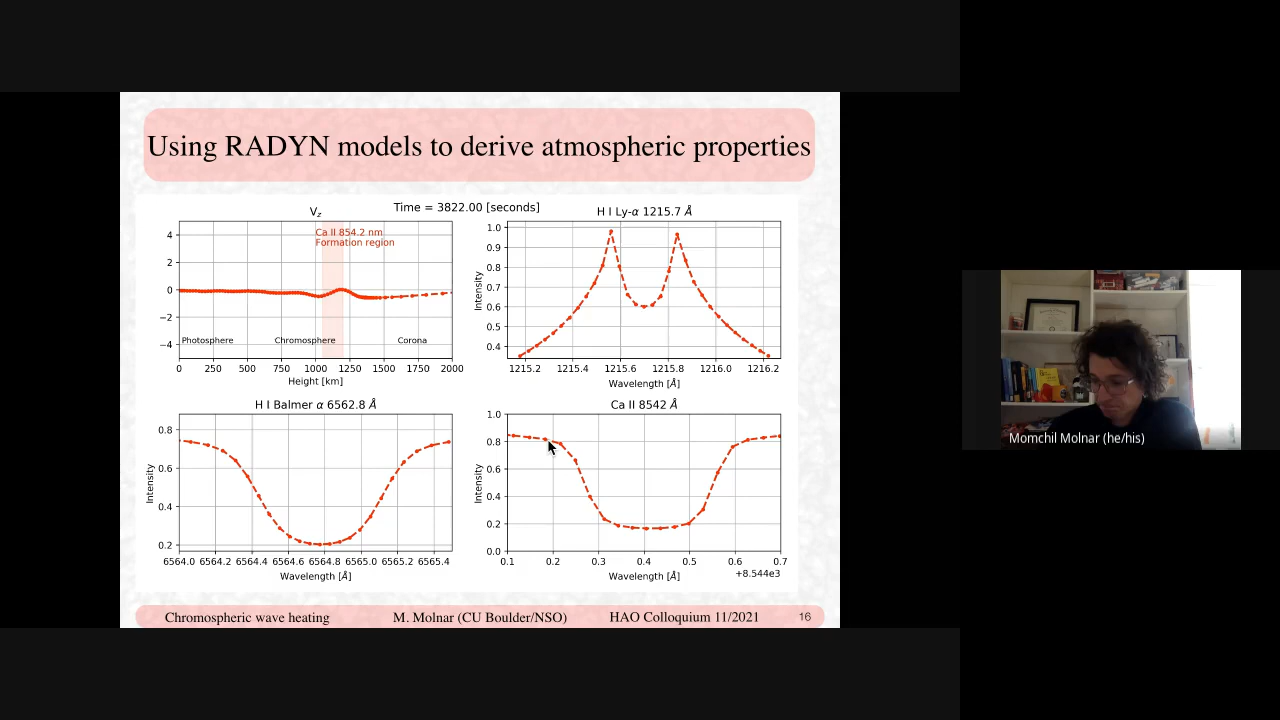 Using RADYN models to derive atmospheric properties
Time = 3822.00 [seconds]
Vz
Ca II 854.2 nm
Formation region
4
2
0
−2
−4
Photosphere
Chromosphere
Corona
0 250 500 750 1000 1250 1500 1750 2000
Height [km]
H I Ly-α 1215.7 Å
Intensity
1.0
0.9
0.8
0.7
0.6
0.5
0.4
1215.2 1215.4 1215.6 1215.8 1216.0 1216.2
Wavelength [Å]
H I Balmer α 6562.8 Å
Intensity
0.8
0.6
0.4
0.2
6564.0 6564.2 6564.4 6564.6 6564.8 6565.0 6565.2 6565.4
Wavelength [Å]
Ca II 8542 Å
Intensity
1.0
0.8
0.6
0.4
0.2
0.0
0.1 0.2 0.3 0.4 0.5 0.6 0.7
Wavelength [Å]
+8.544e3
Chromospheric wave heating M. Molnar (CU Boulder/NSO) HAO Colloquium 11/2021 16
Momchil Molnar (he/his)